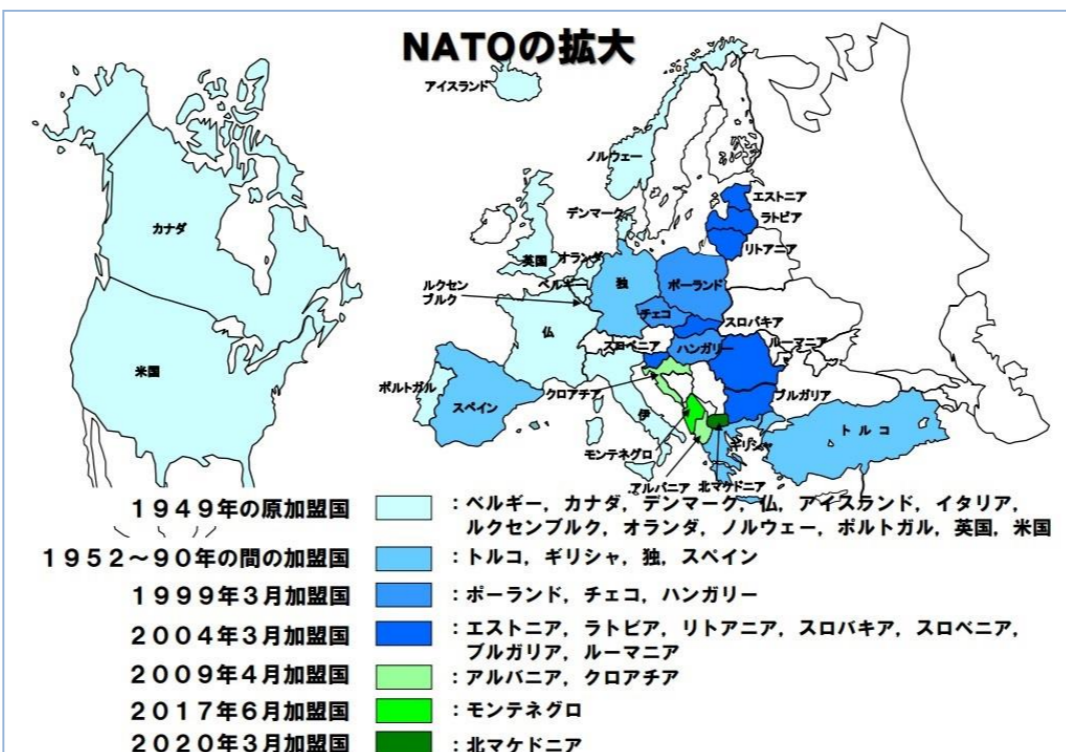 NATOの拡大
アイスランド
ノルウェー
エストニア
ラトビア
リトアニア
デンマーク
カナダ
英国
オランダ
ベルギー
独
ポーランド
ルクセン
ブルク
チェコ
スロバキア
仏
スロベニア
ハンガリー
ルーマニア
米国
ポルトガル
スペイン
クロアチア
ブルガリア
伊
トルコ
ギリシャ
モンテネグロ
アルバニア
北マケドニア
1949年の原加盟国 :ベルギー,カナダ,デンマーク,仏,アイスランド,イタリア,
ルクセンブルク,オランダ,ノルウェー,ポルトガル,英国,米国
1952~90年の間の加盟国 :トルコ,ギリシャ,独,スペイン
1999年3月加盟国 :ポーランド,チェコ,ハンガリー
2004年3月加盟国 :エストニア,ラトビア,リトアニア,スロバキア,スロベニア,
ブルガリア,ルーマニア
2009年4月加盟国 :アルバニア,クロアチア
2017年6月加盟国 :モンテネグロ
2020年3月加盟国 :北マケドニア